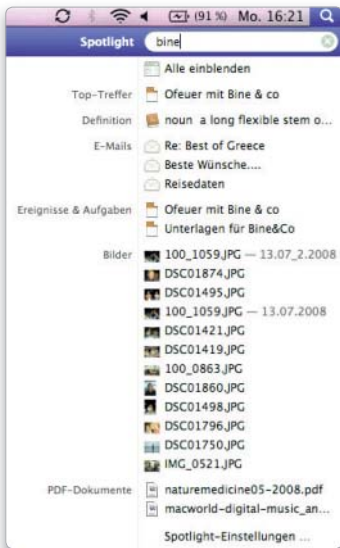 (91 %) Mo. 16:21
Spotlight bine
Alle einblenden
Top-Treffer Ofeuer mit Bine & co
Definition noun a long flexible stem o...
E-Mails Re: Best of Greece
Beste Wünsche....
Reisedaten
Ereignisse & Aufgaben Ofeuer mit Bine & co
Unterlagen für Bine&Co
Bilder 100_1059.JPG — 13.07_2.2008
DSC01874.JPG
DSC01495.JPG
100_1059.JPG — 13.07.2008
DSC01421.JPG
DSC01419.JPG
100_0863.JPG
DSC01860.JPG
DSC01498.JPG
DSC01796.JPG
DSC01750.JPG
IMG_0521.JPG
PDF-Dokumente naturemedicine05-2008.pdf
macworld-digital-music_an...
Spotlight-Einstellungen ...